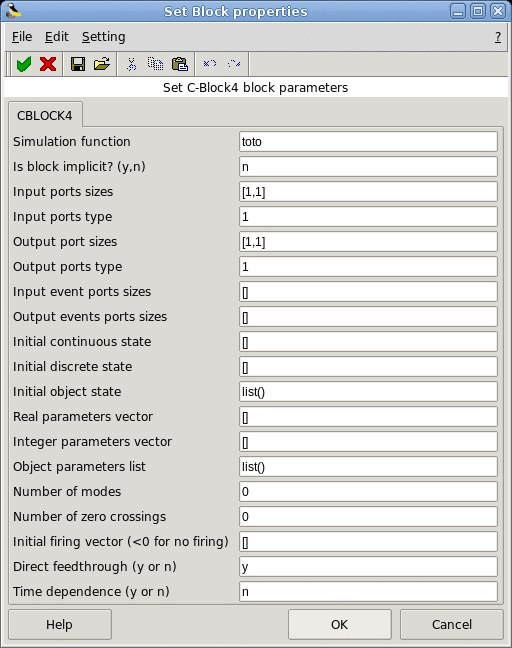 Set Block properties
File Edit Setting ?
Set C-Block4 block parameters
CBLOCK4
Simulation function toto
Is block implicit? (y,n) n
Input ports sizes [1,1]
Input ports type 1
Output port sizes [1,1]
Output ports type 1
Input event ports sizes []
Output events ports sizes []
Initial continuous state []
Initial discrete state []
Initial object state list()
Real parameters vector []
Integer parameters vector []
Object parameters list list()
Number of modes 0
Number of zero crossings 0
Initial firing vector (<0 for no firing) []
Direct feedthrough (y or n) y
Time dependence (y or n) n
Help OK Cancel